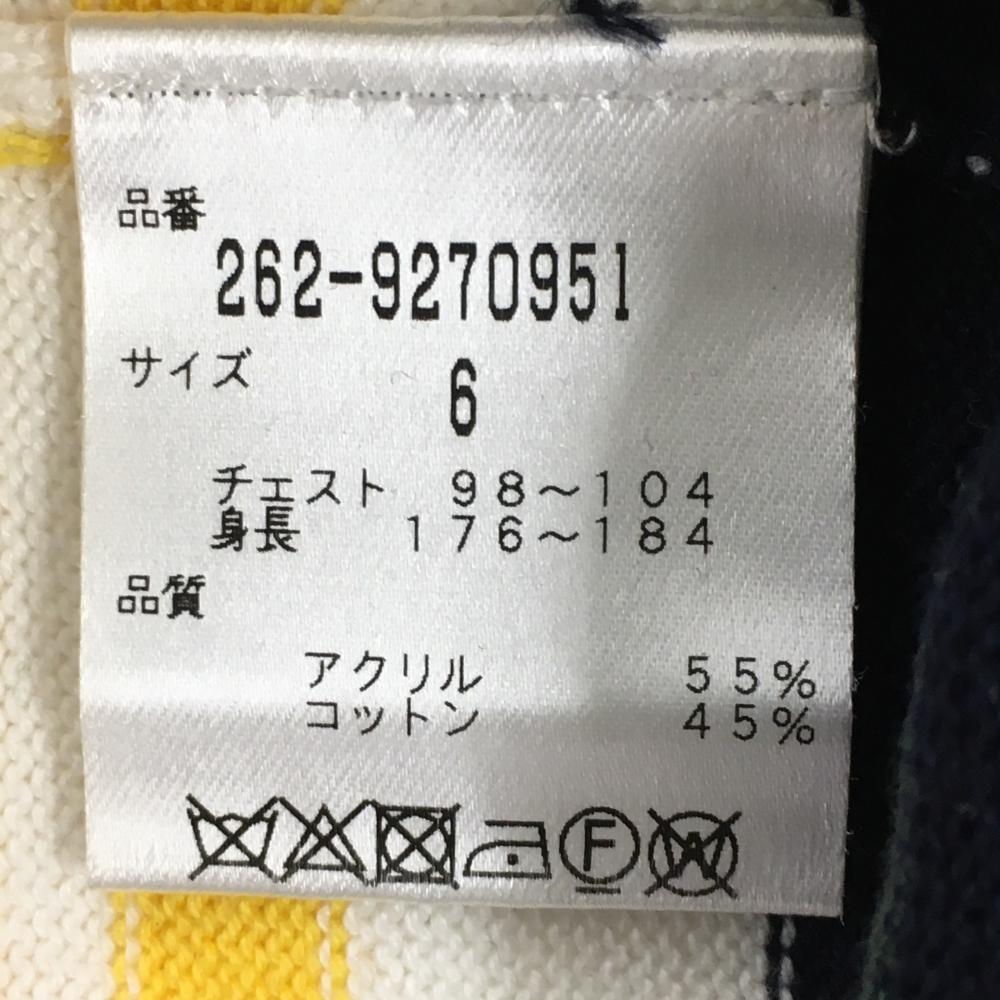 品番
262-9270951
サイズ
6
チェスト 98～104
身長 176～184
品質
アクリル 55%
コットン 45%
F W